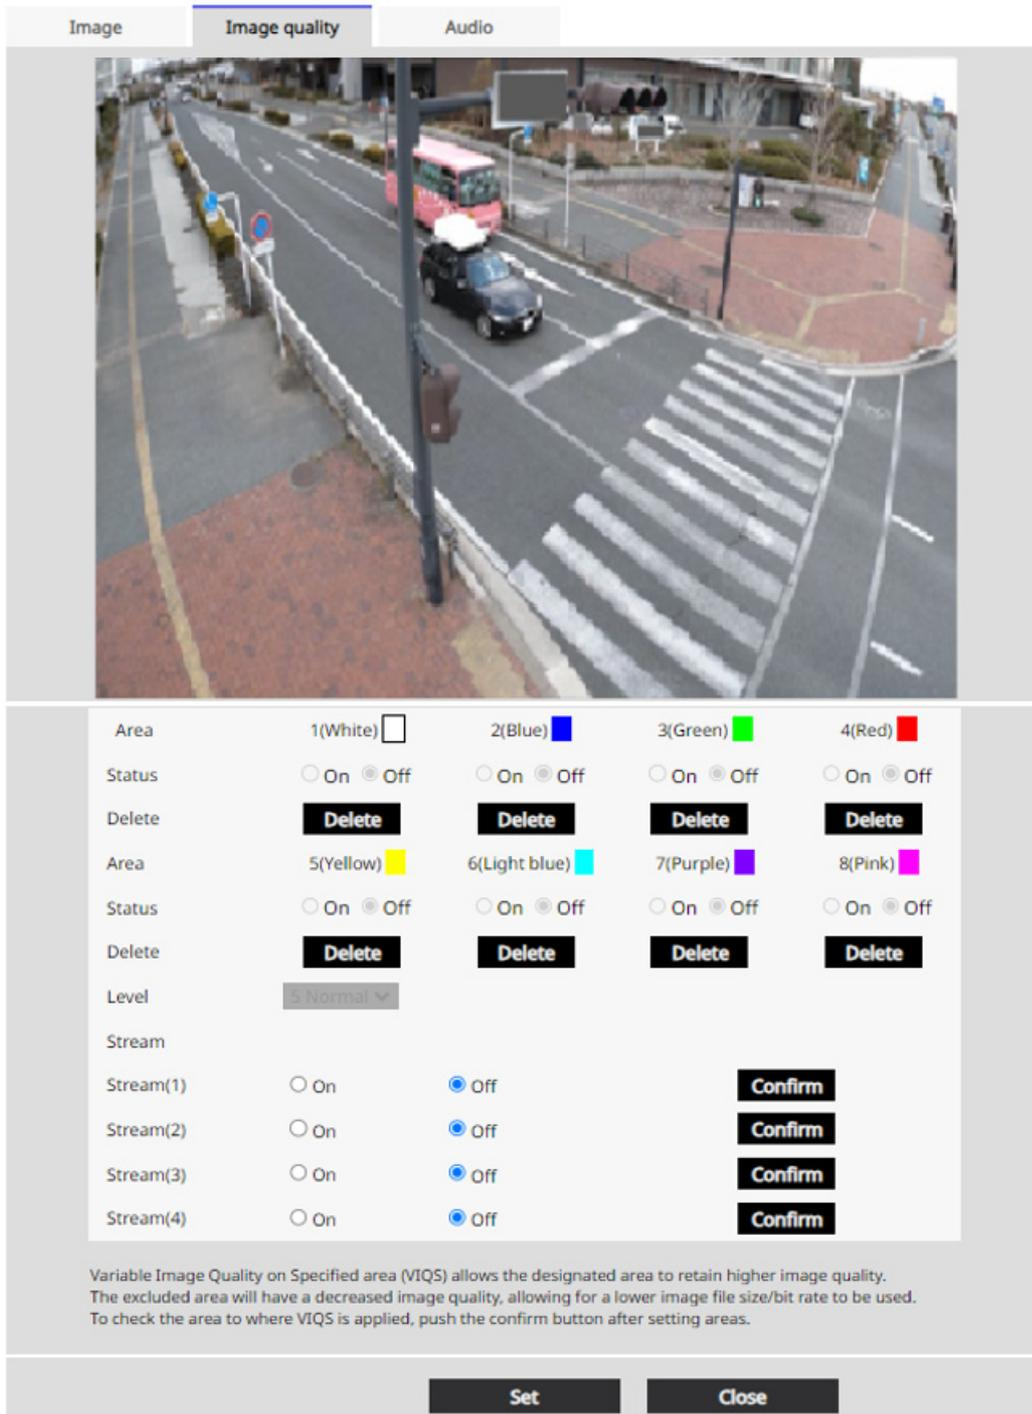 Image Image quality Audio
Area 1(White) 2(Blue) 3(Green) 4(Red)
Status On Off On Off On Off On Off
Delete Delete Delete Delete Delete
Area 5(Yellow) 6(Light blue) 7(Purple) 8(Pink)
Status On Off On Off On Off On Off
Delete Delete Delete Delete Delete
Level 5 Normal
Stream
Stream(1) On Off Confirm
Stream(2) On Off Confirm
Stream(3) On Off Confirm
Stream(4) On Off Confirm
Variable Image Quality on Specified area (VIQS) allows the designated area to retain higher image quality.
The excluded area will have a decreased image quality, allowing for a lower image file size/bit rate to be used.
To check the area to where VIQS is applied, push the confirm button after setting areas.
Set Close